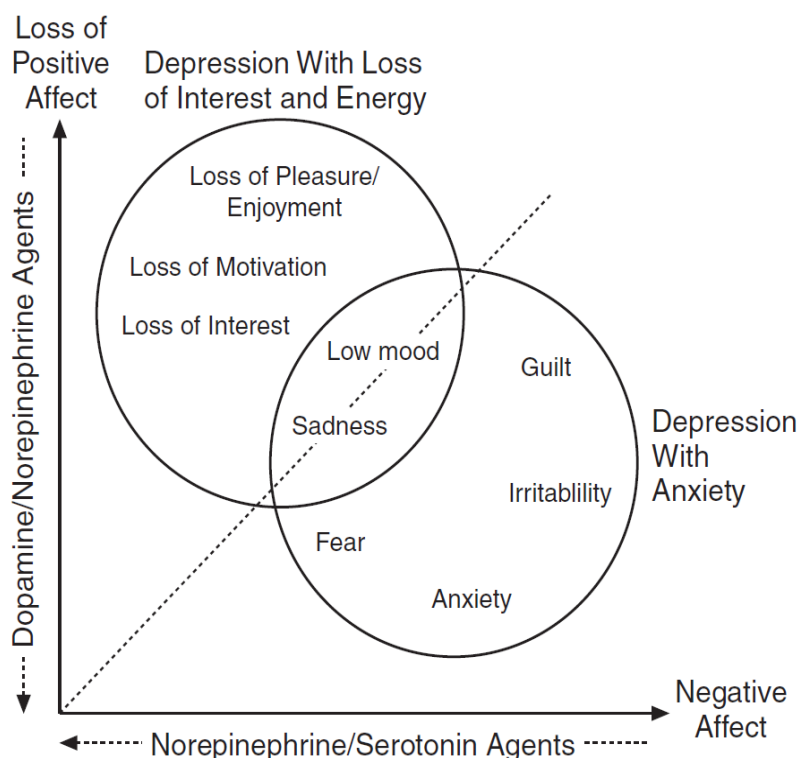 Loss of
Positive
Affect
Depression With Loss
of Interest and Energy
Loss of Pleasure/
Enjoyment
Loss of Motivation
Loss of Interest
Low mood
Sadness
Guilt
Irritablility
Fear
Anxiety
Depression
With
Anxiety
Dopamine/Norepinephrine Agents
Negative
Affect
Norepinephrine/Serotonin Agents